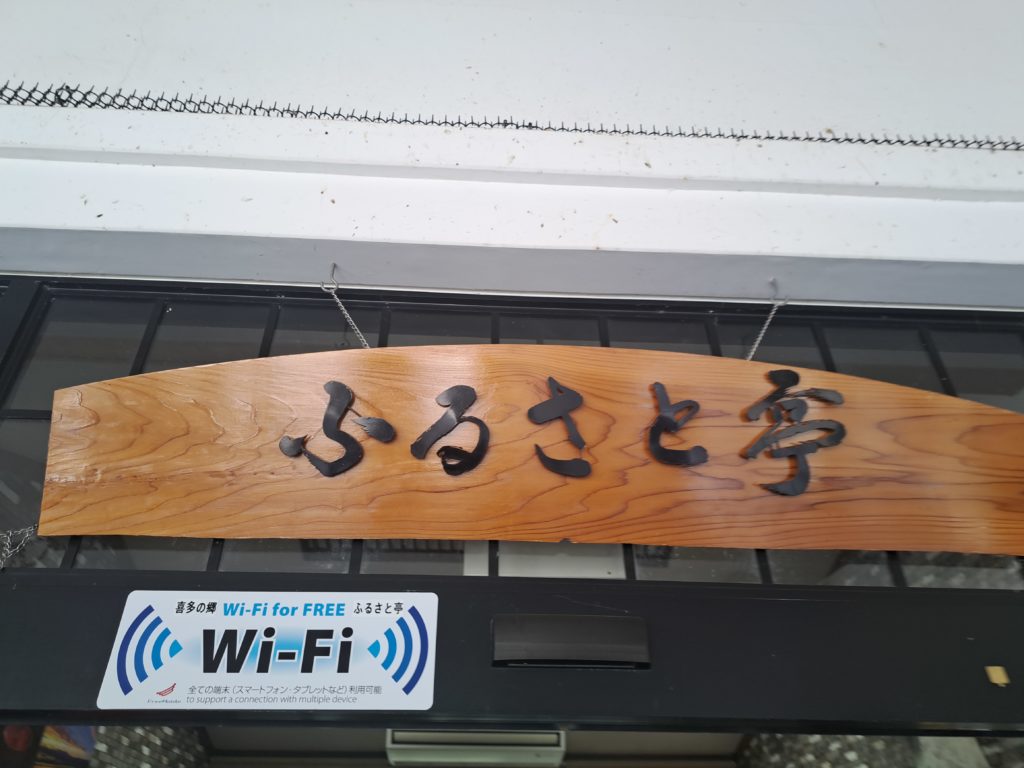 ふるさと亭
喜多の郷 Wi-Fi for FREE ふるさと亭
Wi-Fi
全ての端末（スマートフォン・タブレットなど）利用可能
to support a connection with multiple device
FreeMobile